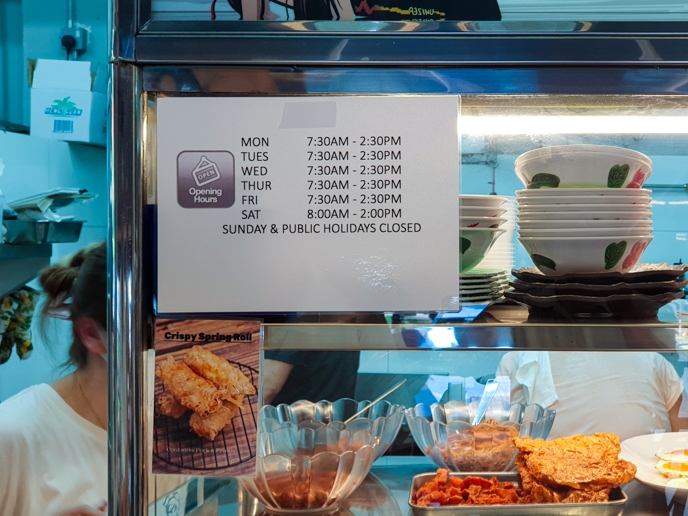 MON 7:30AM - 2:30PM
TUES 7:30AM - 2:30PM
WED 7:30AM - 2:30PM
THUR 7:30AM - 2:30PM
FRI 7:30AM - 2:30PM
SAT 8:00AM - 2:00PM
SUNDAY & PUBLIC HOLIDAYS CLOSED
OPEN
Opening
Hours
Crispy Spring Roll